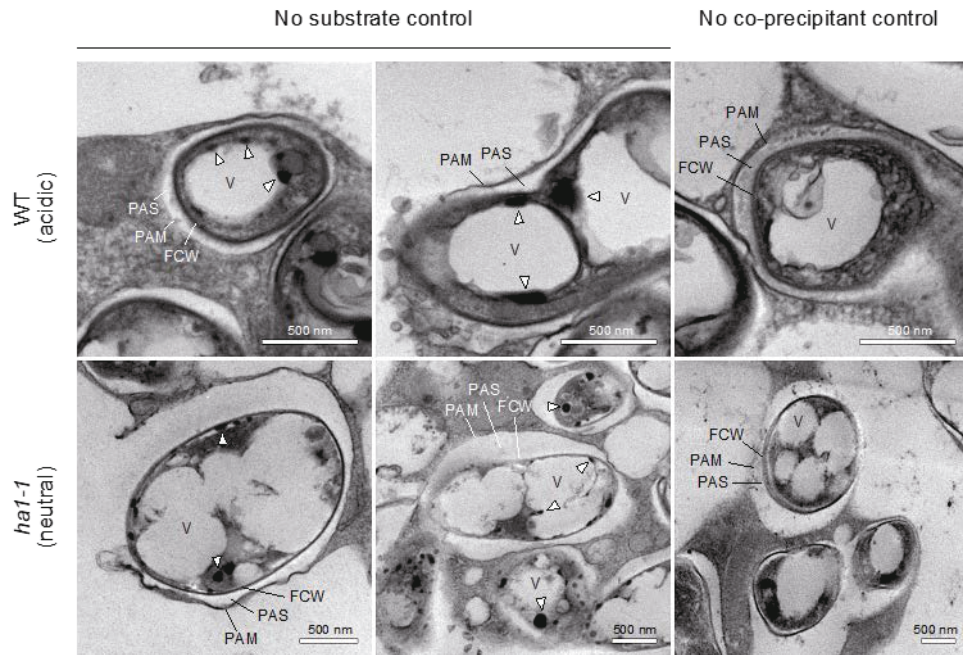 No substrate control
No co-precipitant control
WT
(acidic)
V
PAS
PAM
FCW
500 nm
PAM
PAS
V
V
500 nm
PAM
PAS
FCW
V
500 nm
ha1-1
(neutral)
V
FCW
PAS
PAM
500 nm
PAS
PAM
FCW
V
V
500 nm
V
FCW
PAM
PAS
500 nm